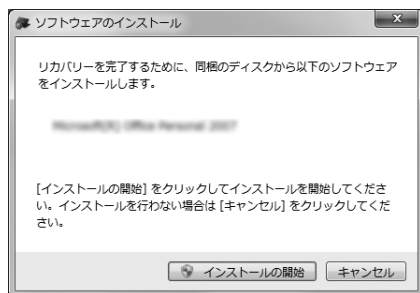 ソフトウェアのインストール
リカバリーを完了するために、同梱のディスクから以下のソフトウェア
をインストールします。
Microsoft(R) Office Personal 2007
[インストールの開始] をクリックしてインストールを開始してくださ
い。インストールを行わない場合は [キャンセル] をクリックしてくだ
さい。
インストールの開始
キャンセル